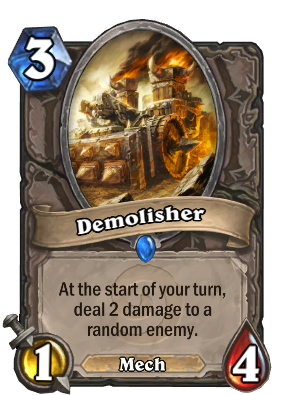 3
Demolisher
At the start of your turn,
deal 2 damage to a
random enemy.
1
Mech
4